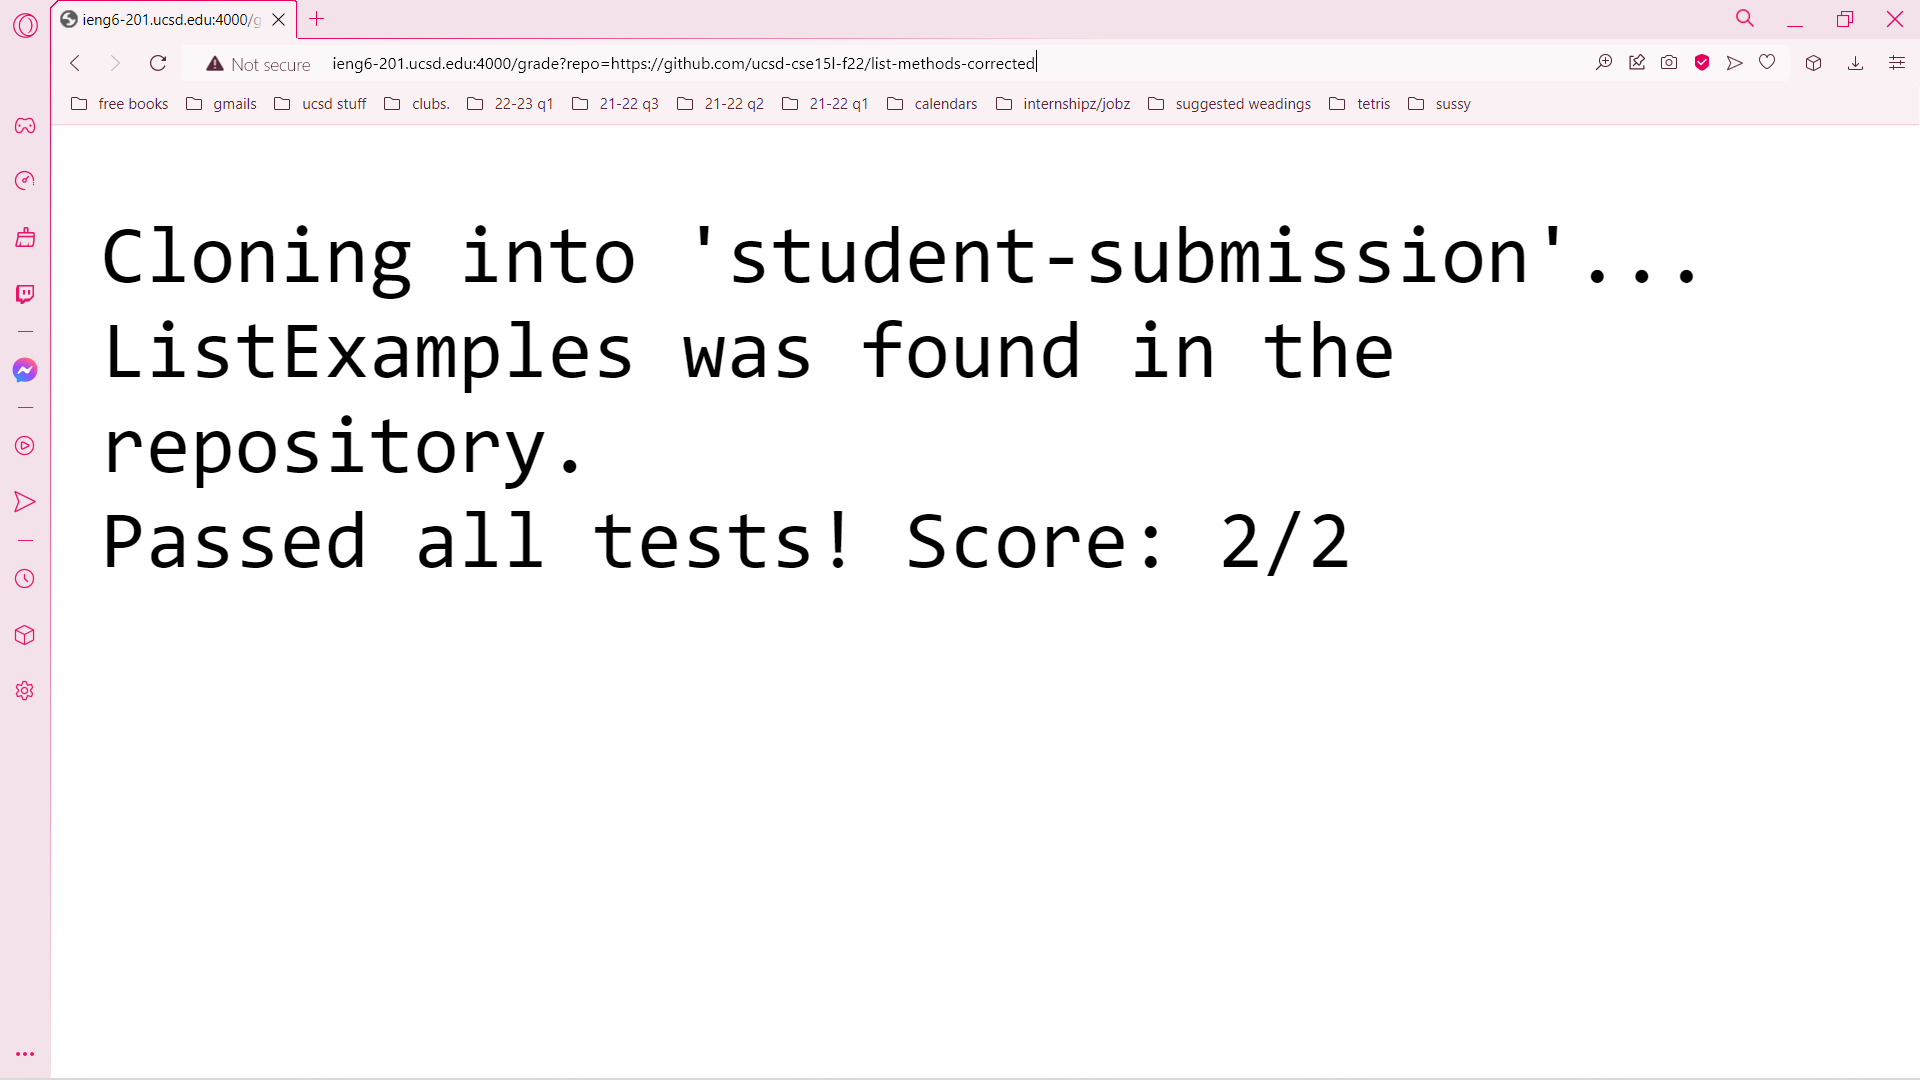 ieng6-201.ucsd.edu:4000/g
Not secure ieng6-201.ucsd.edu:4000/grade?repo=https://github.com/ucsd-cse15l-f22/list-methods-corrected
free books gmails ucsd stuff clubs. 22-23 q1 21-22 q3 21-22 q2 21-22 q1 calendars internshipz/jobz suggested weadings tetris sussy
Cloning into 'student-submission'...
ListExamples was found in the
repository.
Passed all tests! Score: 2/2